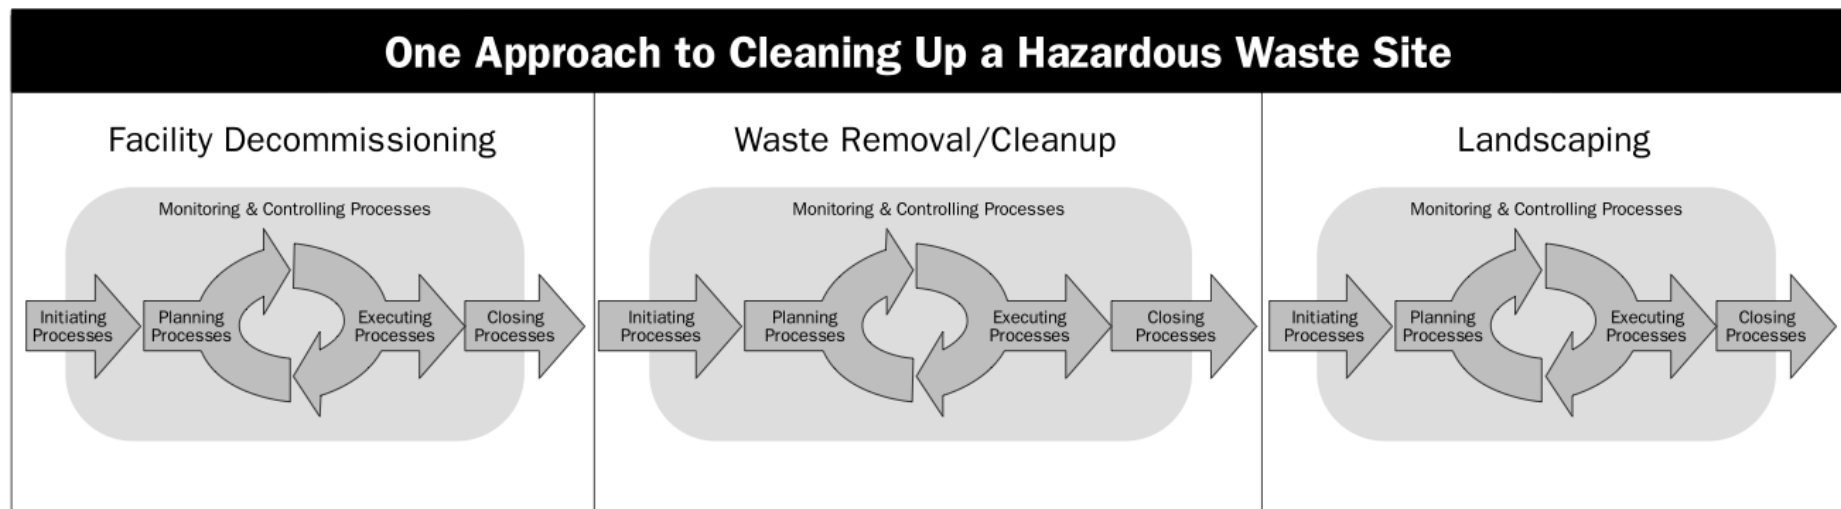 One Approach to Cleaning Up a Hazardous Waste Site
Facility Decommissioning
Monitoring & Controlling Processes
Initiating
Processes
Planning
Processes
Executing
Processes
Closing
Processes
Waste Removal/Cleanup
Monitoring & Controlling Processes
Initiating
Processes
Planning
Processes
Executing
Processes
Closing
Processes
Landscaping
Monitoring & Controlling Processes
Initiating
Processes
Planning
Processes
Executing
Processes
Closing
Processes